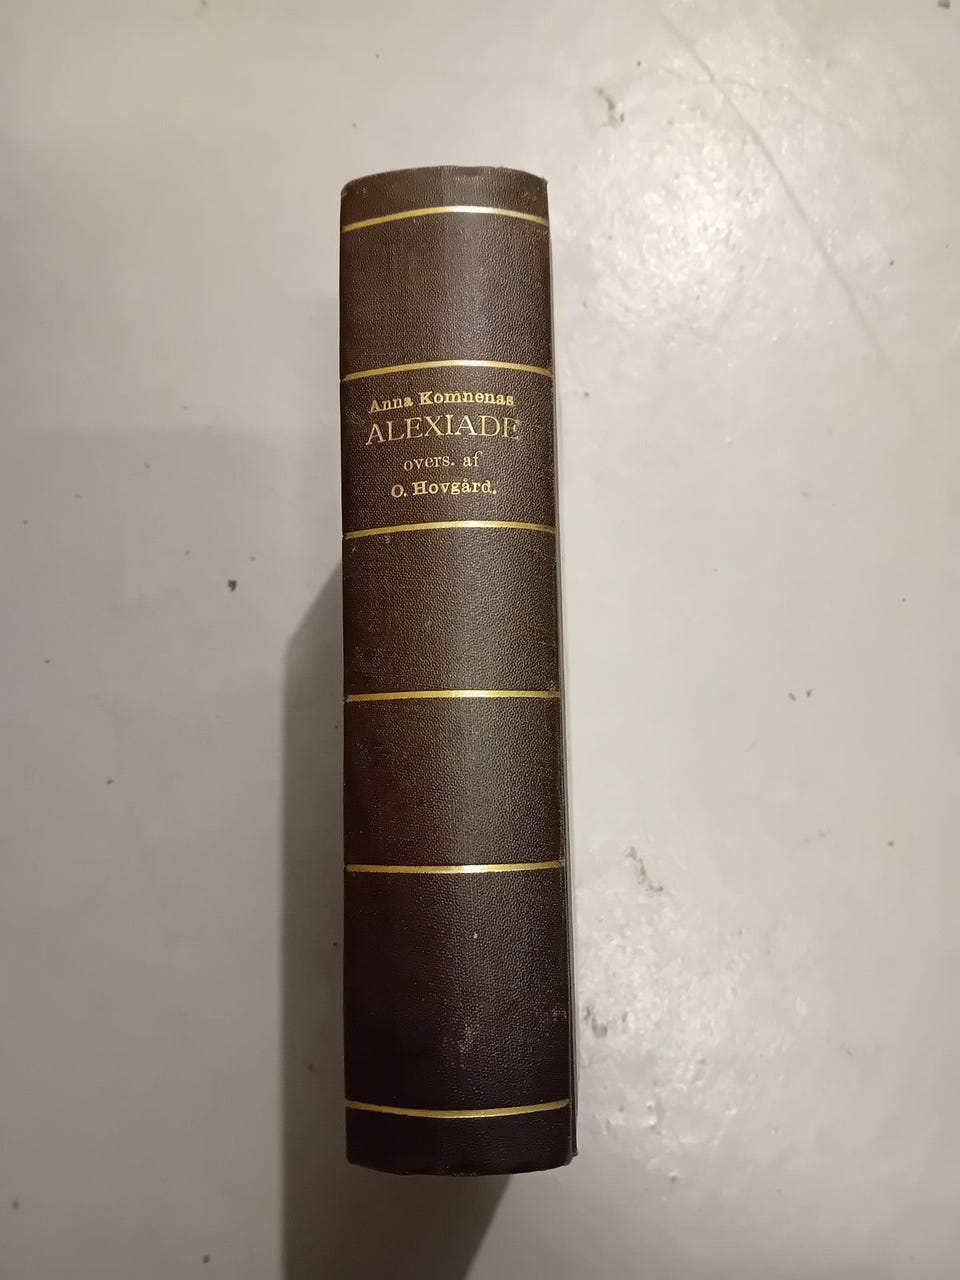 Anna Komnenas
ALEXIADE
overs. af
O. Hovgård.